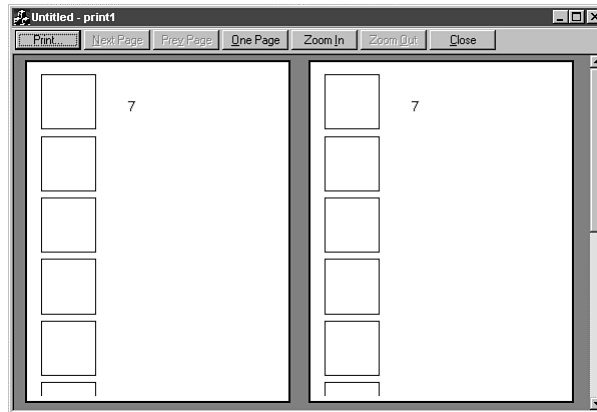 Untitled - print1
Print... Next Page Prev Page One Page Zoom In Zoom Out Close
7 7